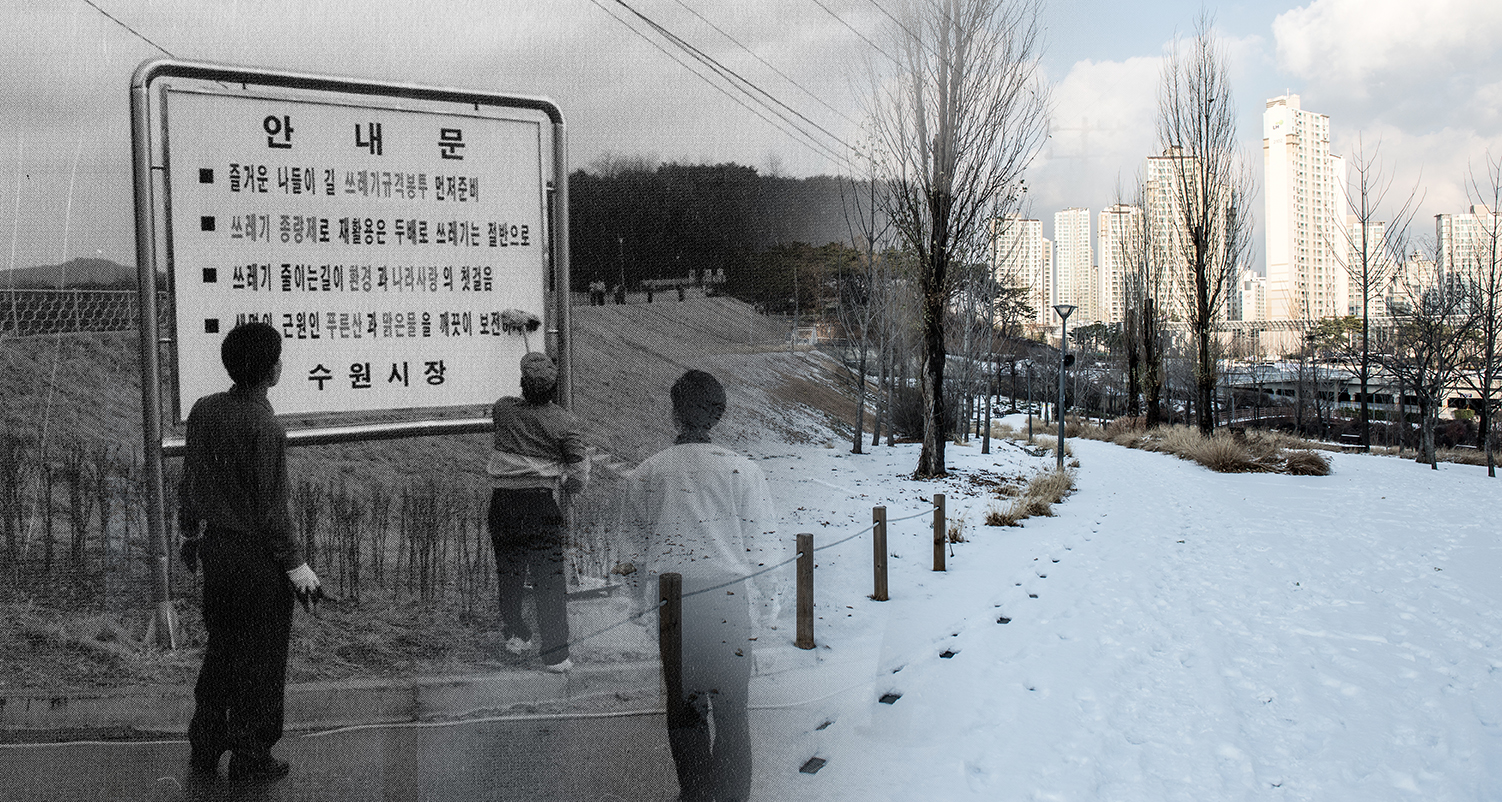 안 내 문
■ 즐거운 나들이 길 쓰레기규격봉투 먼저준비
■ 쓰레기 종량제로 재활용은 두배로 쓰레기는 절반으로
■ 쓰레기 줄이는길이 환경과 나라사랑의 첫걸음
■ 근원인 푸른산과 맑은물을 깨끗이
수 원 시 장